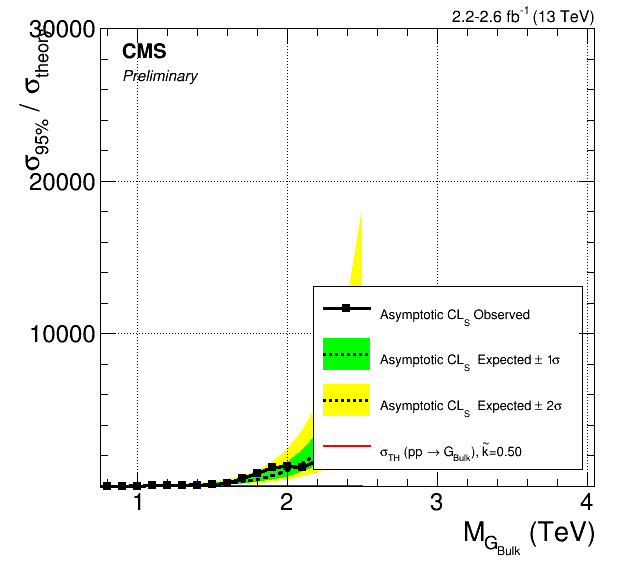 2.2-2.6 fb⁻¹ (13 TeV)
30000
CMS
Preliminary
σ95% / σtheory
20000
10000
Asymptotic CLS Observed
Asymptotic CLS Expected ± 1σ
Asymptotic CLS Expected ± 2σ
σTH (pp → GBulk), k̃=0.50
1 2 3 4
MGBulk (TeV)